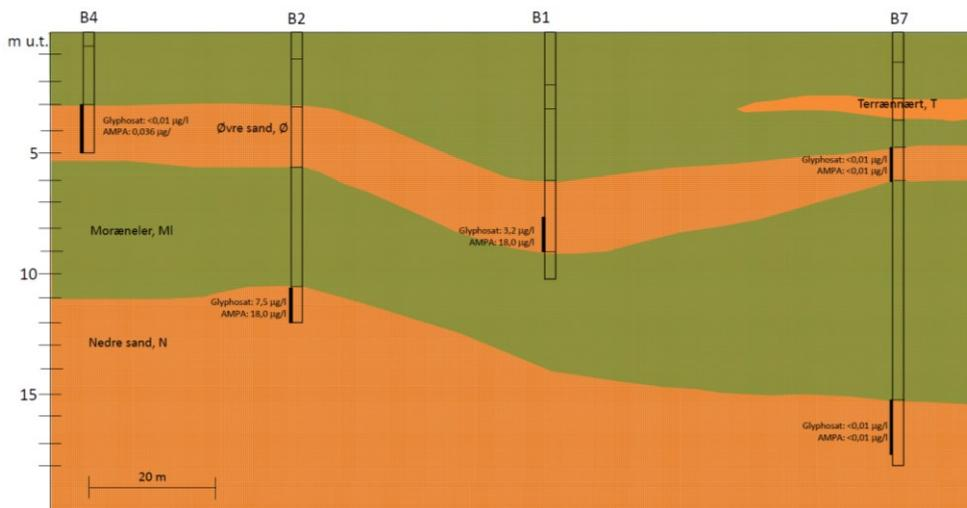 B4
B2
B1
B7
m u.t.
Terrænnært, T
Glyphosat: <0,01 µg/l
AMPA: 0,036 µg/
Øvre sand, Ø
5
Glyphosat: <0,01 µg/l
AMPA: <0,01 µg/l
Moræneler, Ml
Glyphosat: 3,2 µg/l
AMPA: 18,0 µg/l
10
Glyphosat: 7,5 µg/l
AMPA: 18,0 µg/l
Nedre sand, N
15
Glyphosat: <0,01 µg/l
AMPA: <0,01 µg/l
20 m